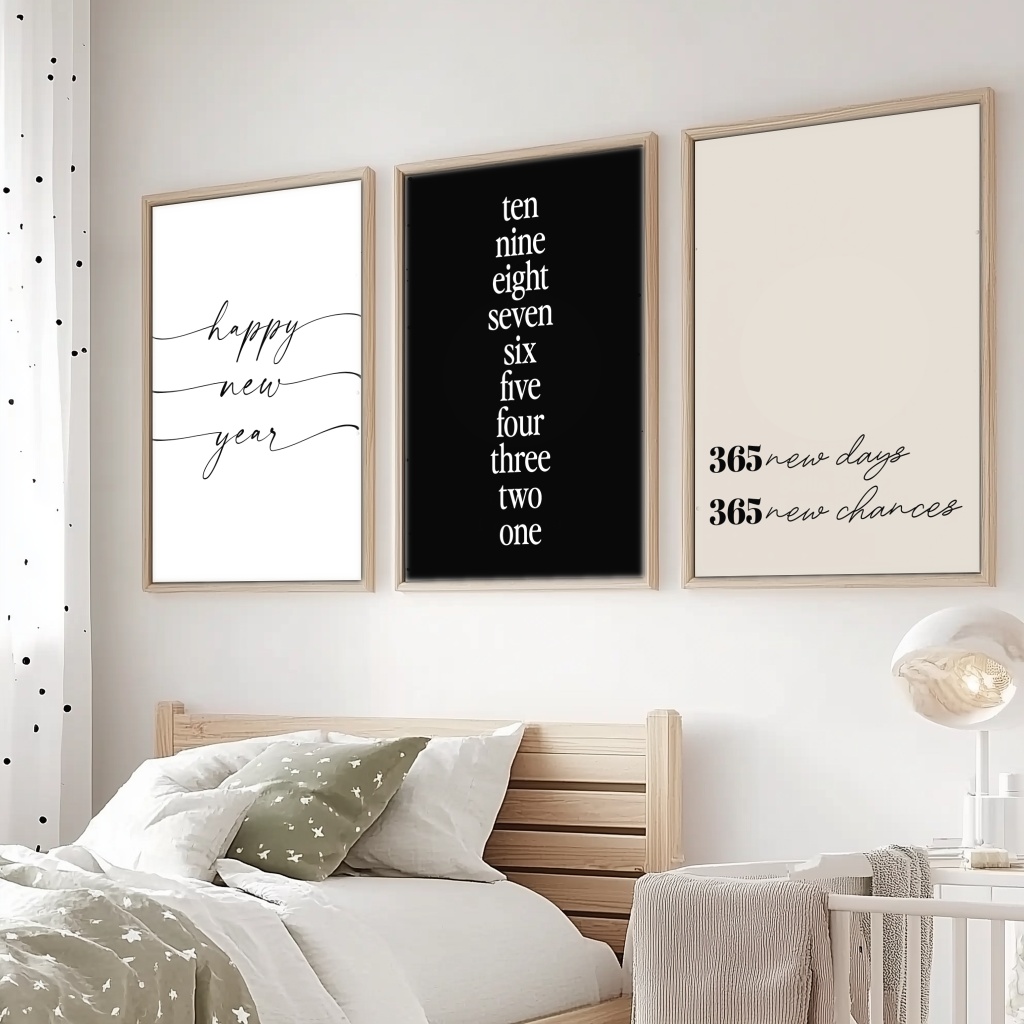 happy
new
year
ten
nine
eight
seven
six
five
four
three
two
one
365 new days
365 new chances